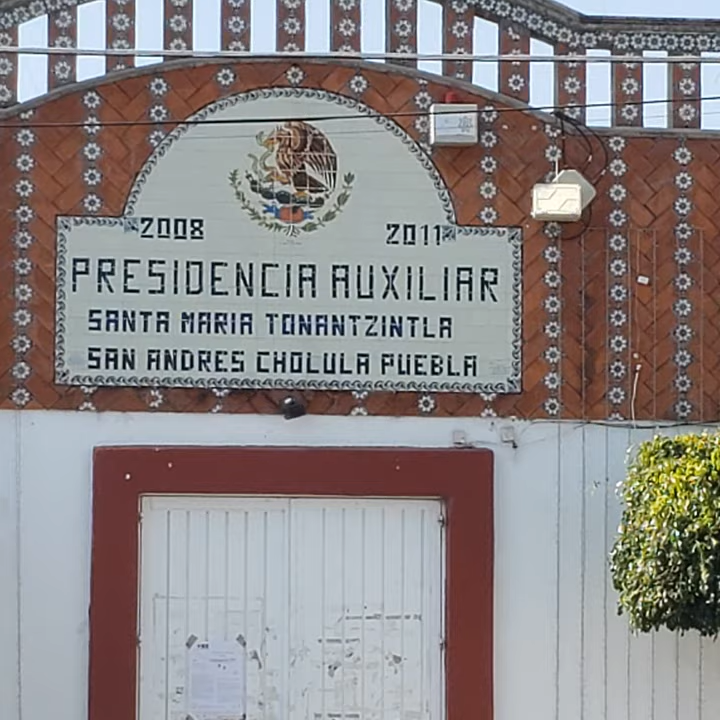 2008 2011
PRESIDENCIA AUXILIAR
SANTA MARIA TONANTZINTLA
SAN ANDRES CHOLULA PUEBLA